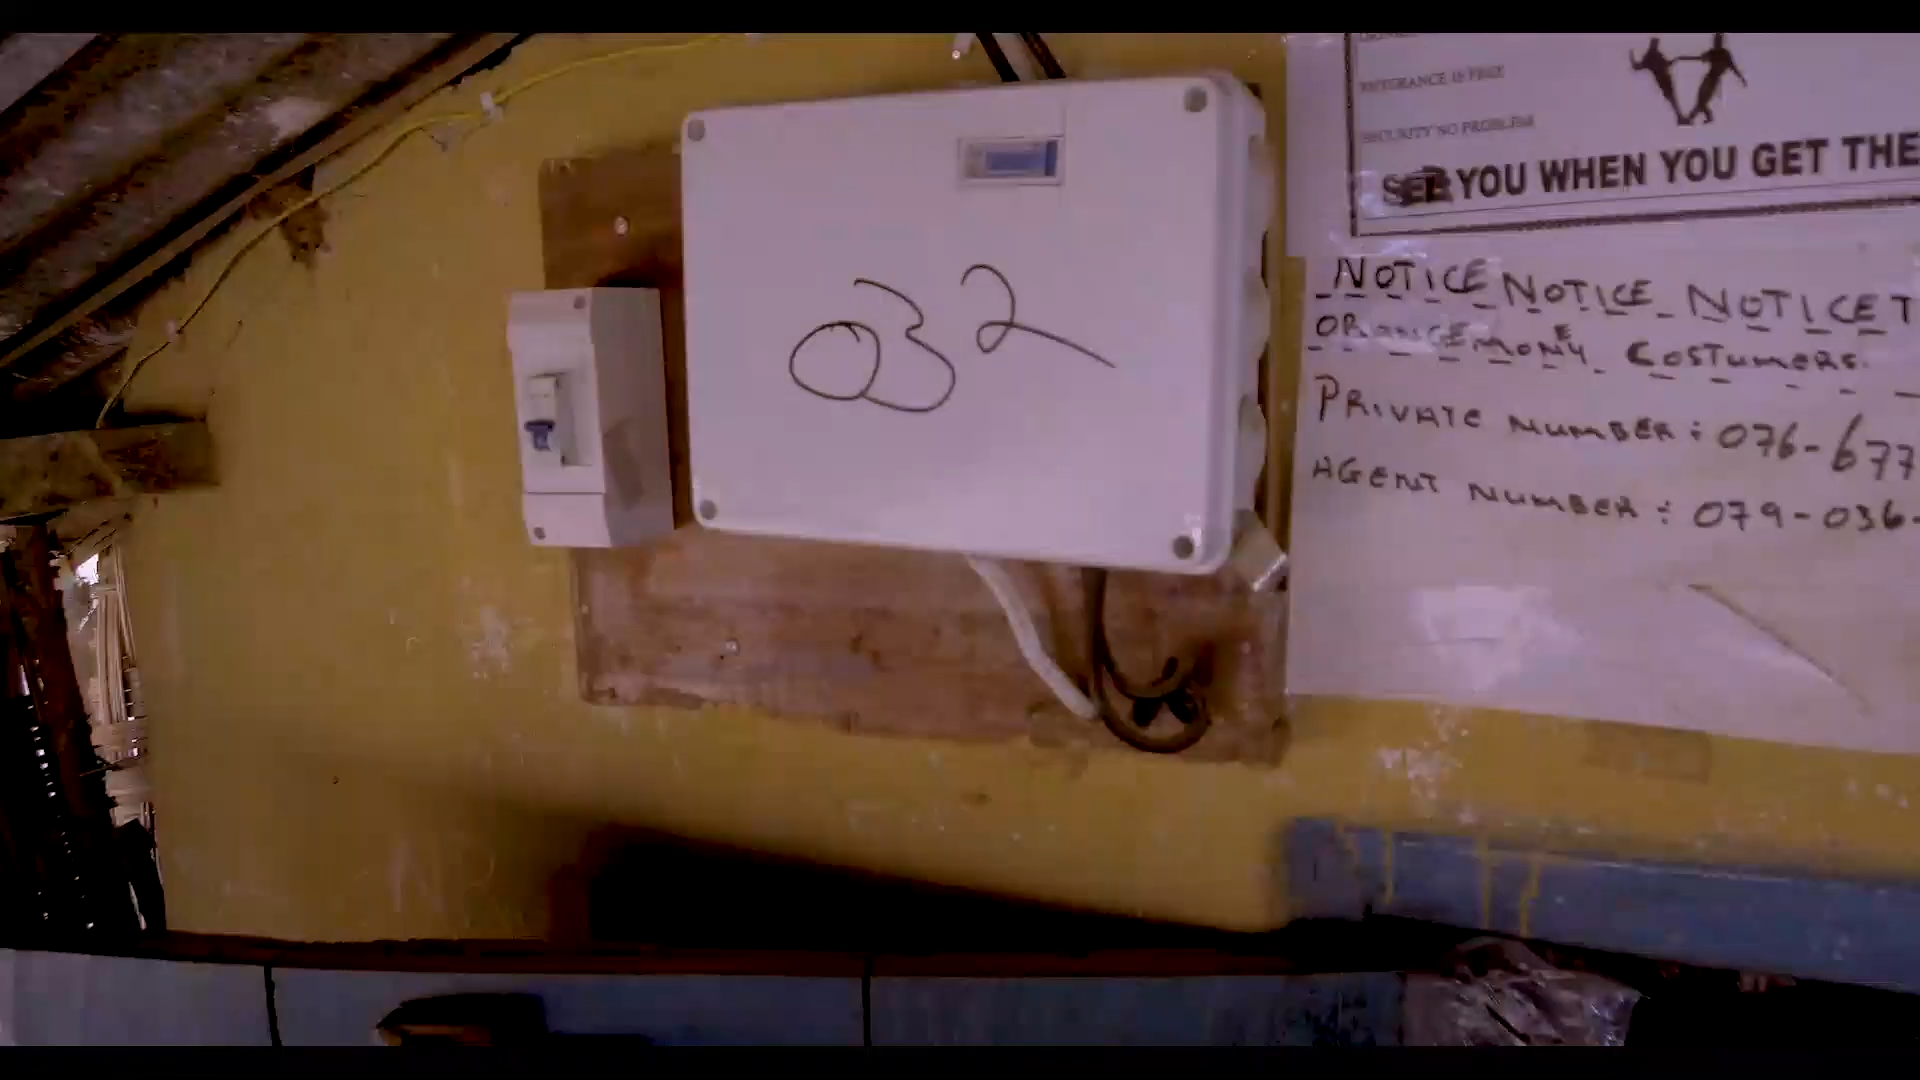 032
ENTRANCE IS FREE
SECURITY NO PROBLEM
SEE YOU WHEN YOU GET THE
NOTICE NOTICE NOTICE T
ORANGE MONEY COSTUMERS.
PRIVATE NUMBER: 076-677
AGENT NUMBER: 079-036-